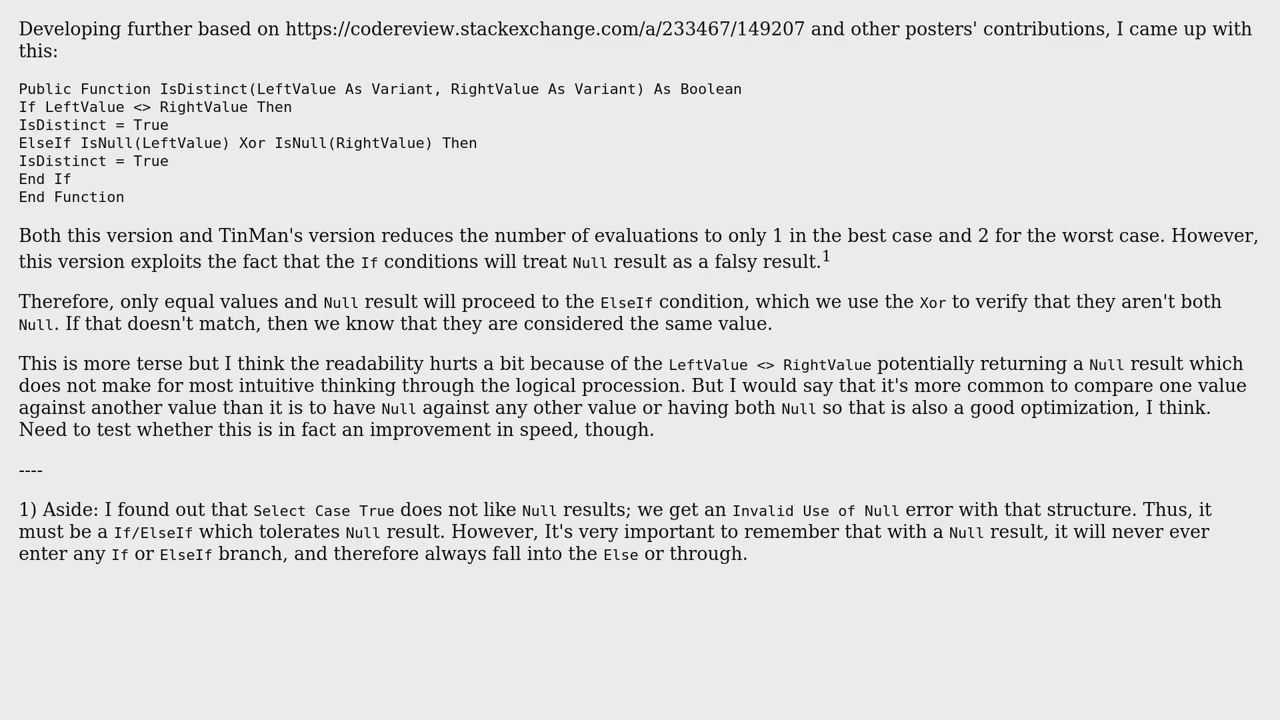 Developing further based on https://codereview.stackexchange.com/a/233467/149207 and other posters' contributions, I came up with
this:
Public Function IsDistinct(LeftValue As Variant, RightValue As Variant) As Boolean
If LeftValue <> RightValue Then
IsDistinct = True
ElseIf IsNull(LeftValue) Xor IsNull(RightValue) Then
IsDistinct = True
End If
End Function
Both this version and TinMan's version reduces the number of evaluations to only 1 in the best case and 2 for the worst case. However,
this version exploits the fact that the If conditions will treat Null result as a falsy result.1
Therefore, only equal values and Null result will proceed to the ElseIf condition, which we use the Xor to verify that they aren't both
Null. If that doesn't match, then we know that they are considered the same value.
This is more terse but I think the readability hurts a bit because of the LeftValue <> RightValue potentially returning a Null result which
does not make for most intuitive thinking through the logical procession. But I would say that it's more common to compare one value
against another value than it is to have Null against any other value or having both Null so that is also a good optimization, I think.
Need to test whether this is in fact an improvement in speed, though.
----
1) Aside: I found out that Select Case True does not like Null results; we get an Invalid Use of Null error with that structure. Thus, it
must be a If/ElseIf which tolerates Null result. However, It's very important to remember that with a Null result, it will never ever
enter any If or ElseIf branch, and therefore always fall into the Else or through.